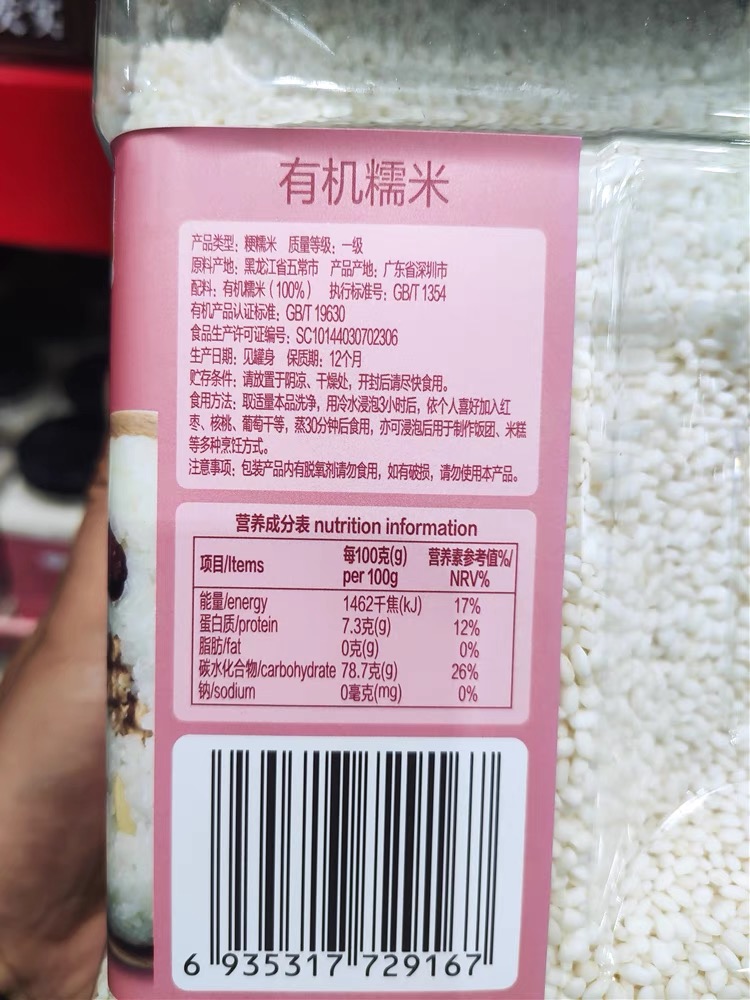 有机糯米
产品类型：粳糯米 质量等级：一级
原料产地：黑龙江省五常市 产品产地：广东省深圳市
配料：有机糯米（100%） 执行标准号：GB/T 1354
有机产品认证标准：GB/T 19630
食品生产许可证编号：SC10144030702306
生产日期：见罐身 保质期：12个月
贮存条件：请放置于阴凉、干燥处，开封后请尽快食用。
食用方法：取适量本品洗净，用冷水浸泡3小时后，依个人喜好加入红
枣、核桃、葡萄干等，蒸30分钟后食用，亦可浸泡后用于制作饭团、米糕
等多种烹饪方式。
注意事项：包装产品内有脱氧剂请勿食用，如有破损，请勿使用本产品。
营养成分表 nutrition information
项目/Items 每100克(g) per 100g 营养素参考值%/ NRV%
能量/energy 1462千焦(kJ) 17%
蛋白质/protein 7.3克(g) 12%
脂肪/fat 0克(g) 0%
碳水化合物/carbohydrate 78.7克(g) 26%
钠/sodium 0毫克(mg) 0%
6 935317 729167